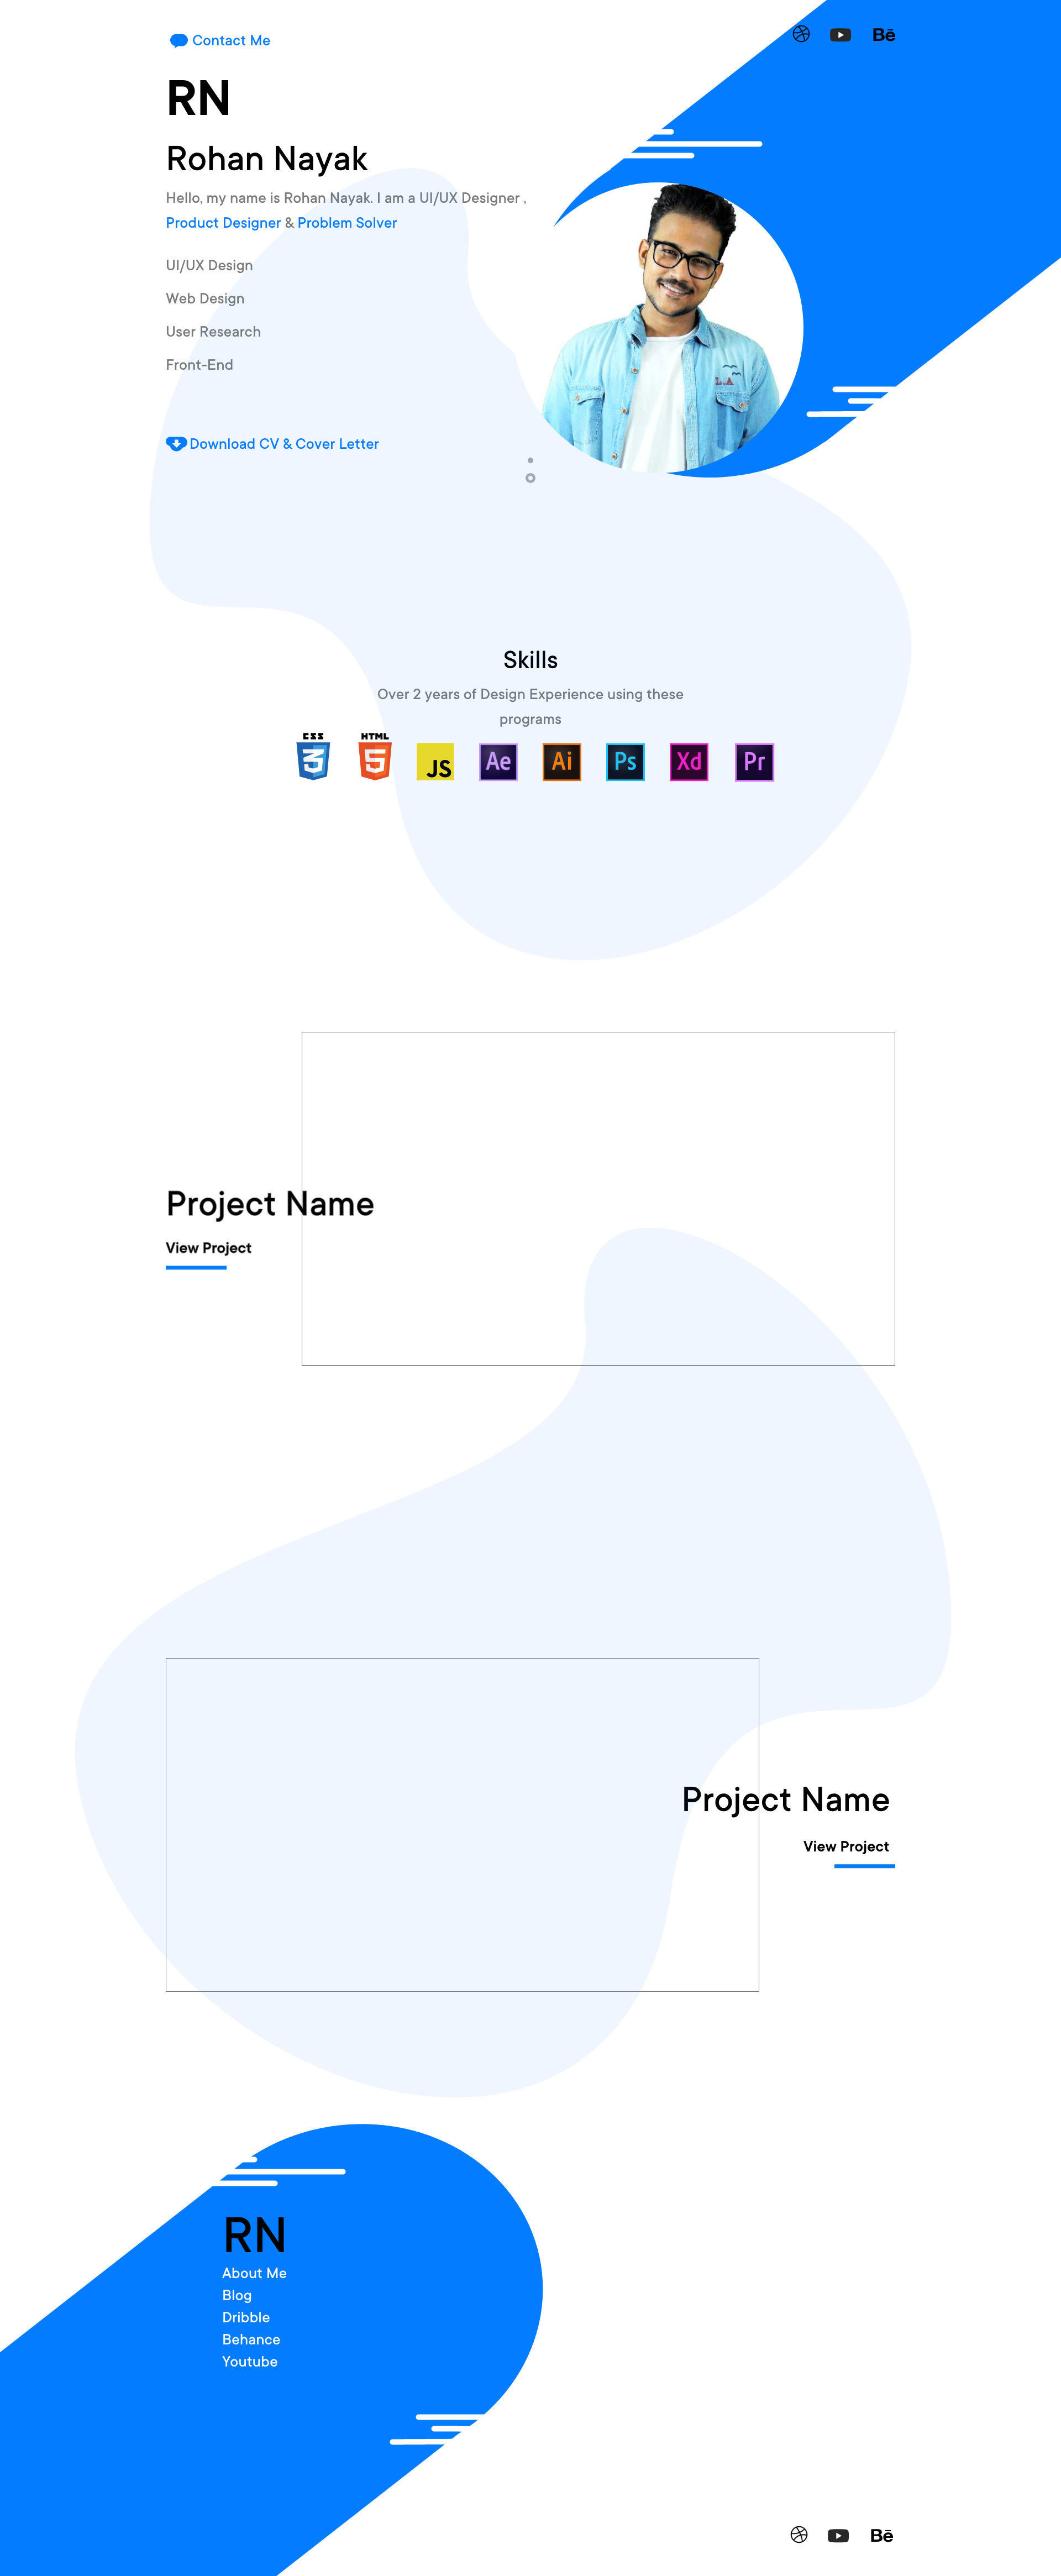 Contact Me
Bē
RN
Rohan Nayak
Hello, my name is Rohan Nayak. I am a UI/UX Designer ,
Product Designer & Problem Solver
UI/UX Design
Web Design
User Research
Front-End
L.A
Download CV & Cover Letter
Skills
Over 2 years of Design Experience using these
programs
CSS HTML
3 5 JS Ae Ai Ps Xd Pr
Project Name
View Project
Project Name
View Project
RN
About Me
Blog
Dribble
Behance
Youtube
Bē